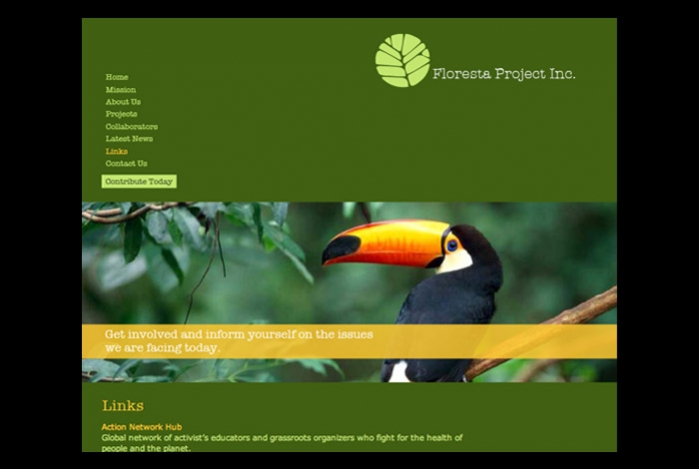 Floresta Project Inc.
Home
Mission
About Us
Projects
Collaborators
Latest News
Links
Contact Us
Contribute Today
Get involved and inform yourself on the issues
we are facing today.
Links
Action Network Hub
Global network of activist's educators and grassroots organizers who fight for the health of
people and the planet.